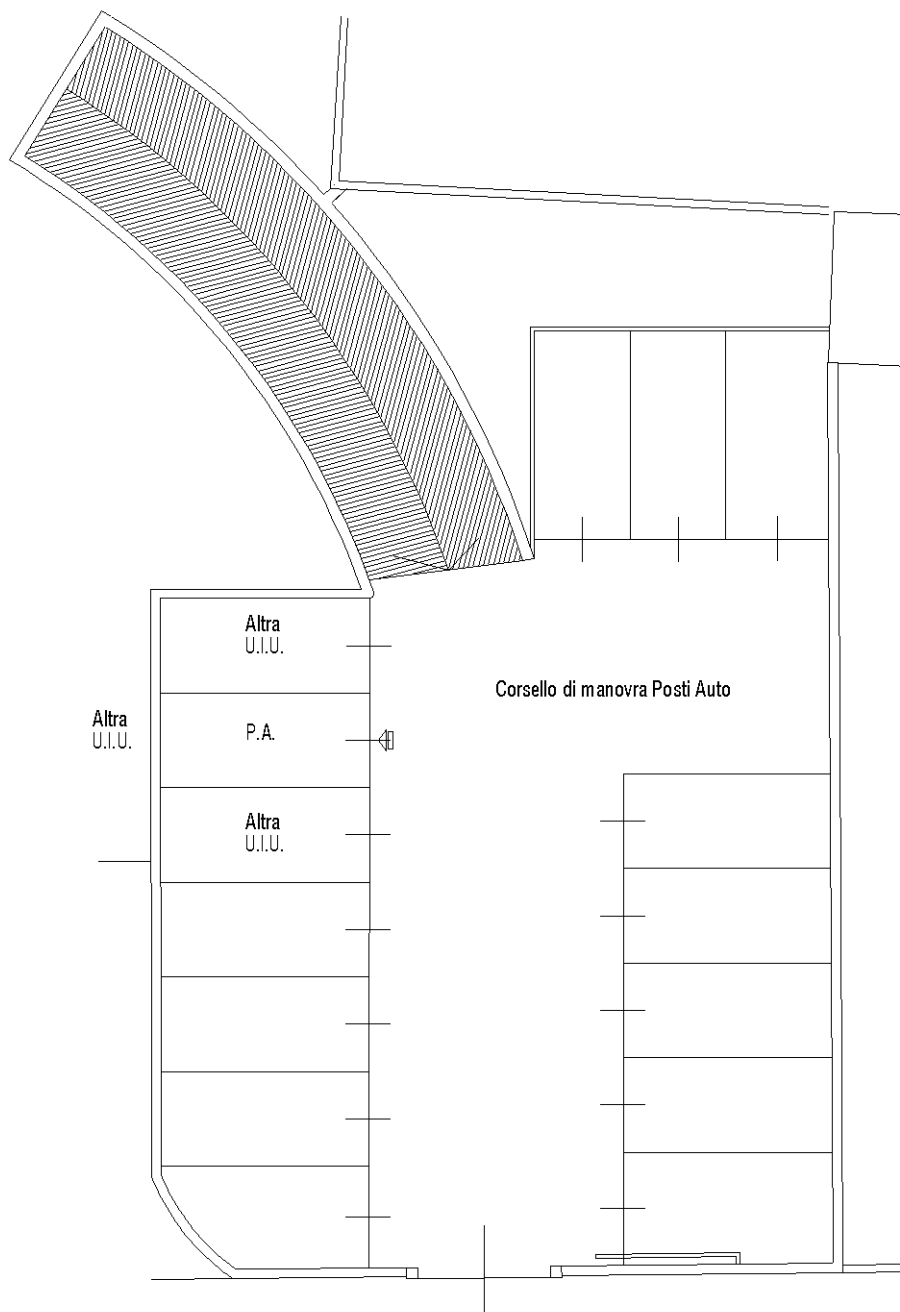 Altra
U.I.U.
Corsello di manovra Posti Auto
Altra
U.I.U.
P.A.
Altra
U.I.U.